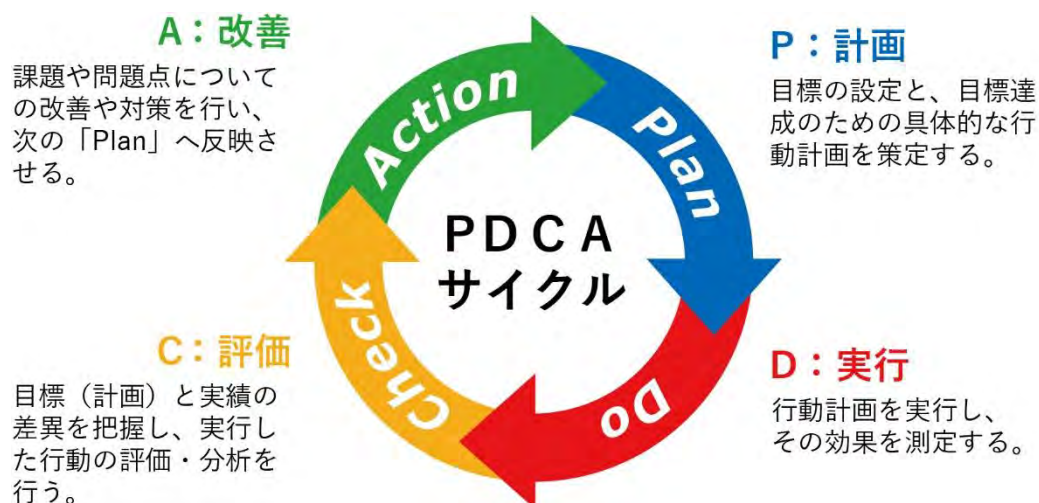 A：改善
課題や問題点について
の改善や対策を行い、
次の「Plan」へ反映さ
せる。
P：計画
目標の設定と、目標達
成のための具体的な行
動計画を策定する。
Action
Plan
PDCA
サイクル
Check
Do
C：評価
目標（計画）と実績の
差異を把握し、実行し
た行動の評価・分析を
行う。
D：実行
行動計画を実行し、
その効果を測定する。